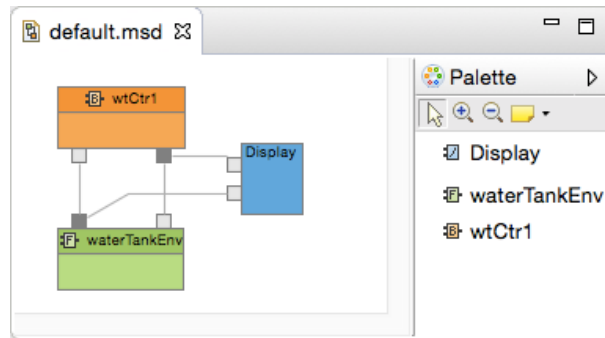 default.msd
B wtCtr1
Display
F waterTankEnv
Palette
Display
F waterTankEnv
B wtCtr1